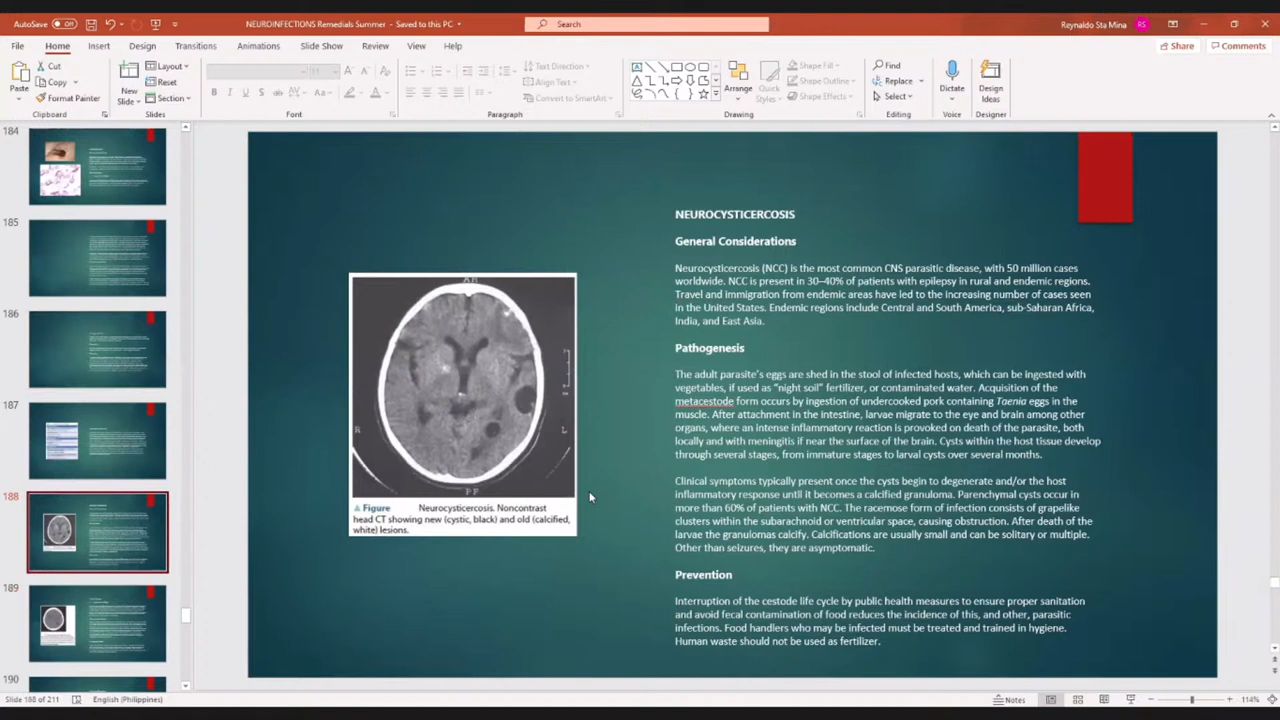 AutoSave Off
NEUROINFECTIONS Remedials Summer - Saved to this PC
Search
Reynaldo Sta Mina
RS
File Home Insert Design Transitions Animations Slide Show Review View Help
Share Comments
Paste
Cut
Copy
Format Painter
Clipboard
New
Slide
Layout
Reset
Section
Slides
Font
Text Direction
Align Text
Convert to SmartArt
Paragraph
Arrange
Quick
Styles
Shape Fill
Shape Outline
Shape Effects
Drawing
Find
Replace
Select
Editing
Dictate
Voice
Design
Ideas
Designer
184
185
186
187
188
189
190
R
L
Figure Neurocysticercosis. Noncontrast
head CT showing new (cystic, black) and old (calcified,
white) lesions.
NEUROCYSTICERCOSIS
General Considerations
Neurocysticercosis (NCC) is the most common CNS parasitic disease, with 50 million cases
worldwide. NCC is present in 30–40% of patients with epilepsy in rural and endemic regions.
Travel and immigration from endemic areas have led to the increasing number of cases seen
in the United States. Endemic regions include Central and South America, sub-Saharan Africa,
India, and East Asia.
Pathogenesis
The adult parasite's eggs are shed in the stool of infected hosts, which can be ingested with
vegetables, if used as “night soil” fertilizer, or contaminated water. Acquisition of the
metacestode form occurs by ingestion of undercooked pork containing Taenia eggs in the
muscle. After attachment in the intestine, larvae migrate to the eye and brain among other
organs, where an intense inflammatory reaction is provoked on death of the parasite, both
locally and with meningitis if near the surface of the brain. Cysts within the host tissue develop
through several stages, from immature stages to larval cysts over several months.
Clinical symptoms typically present once the cysts begin to degenerate and/or the host
inflammatory response until it becomes a calcified granuloma. Parenchymal cysts occur in
more than 60% of patients with NCC. The racemose form of infection consists of grapelike
clusters within the subarachnoid or ventricular space, causing obstruction. After death of the
larvae the granulomas calcify. Calcifications are usually small and can be solitary or multiple.
Other than seizures, they are asymptomatic.
Prevention
Interruption of the cestode life cycle by public health measures to ensure proper sanitation
and avoid fecal contamination of food reduces the incidence of this, and other, parasitic
infections. Food handlers who may be infected must be treated and trained in hygiene.
Human waste should not be used as fertilizer.
Slide 188 of 211 English (Philippines)
Notes
114%